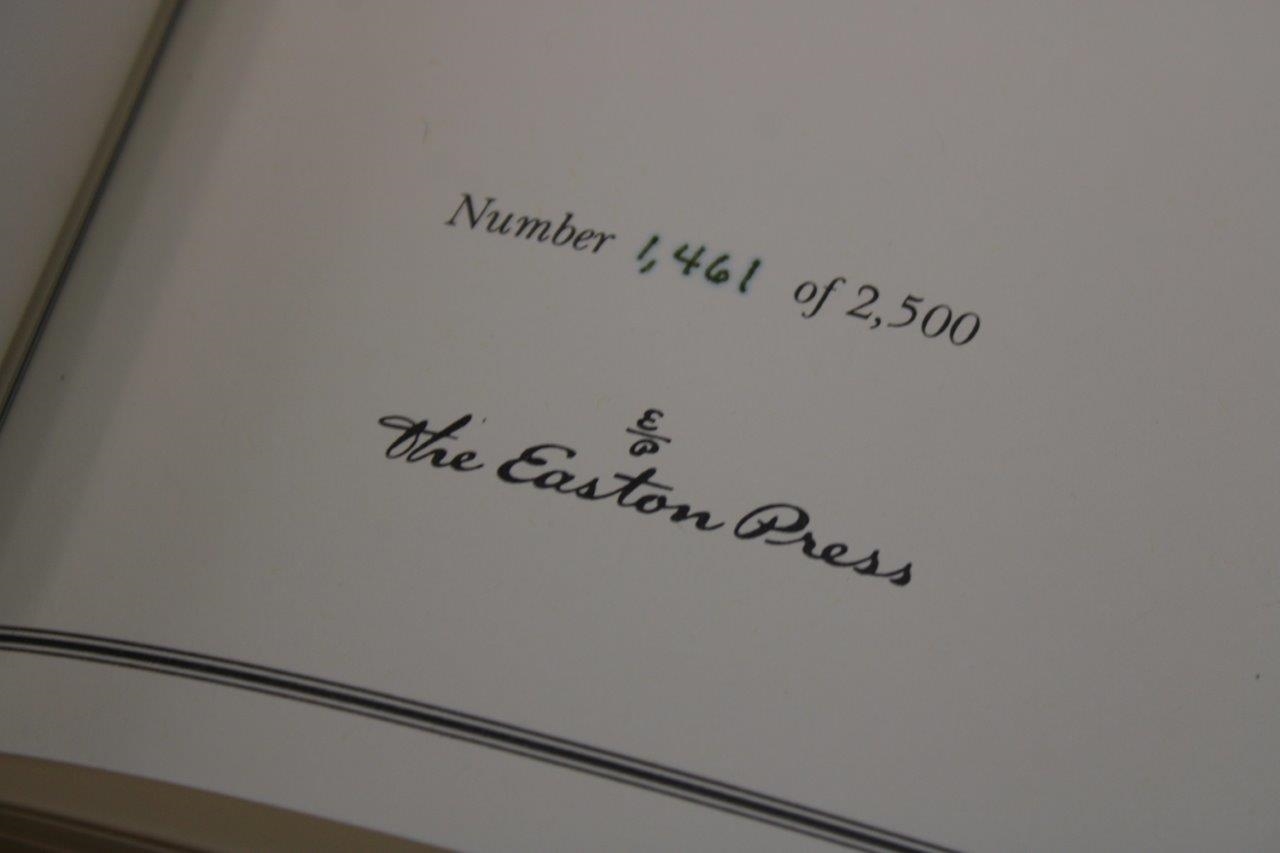 Number 1,461 of 2,500
E
P
The Easton Press